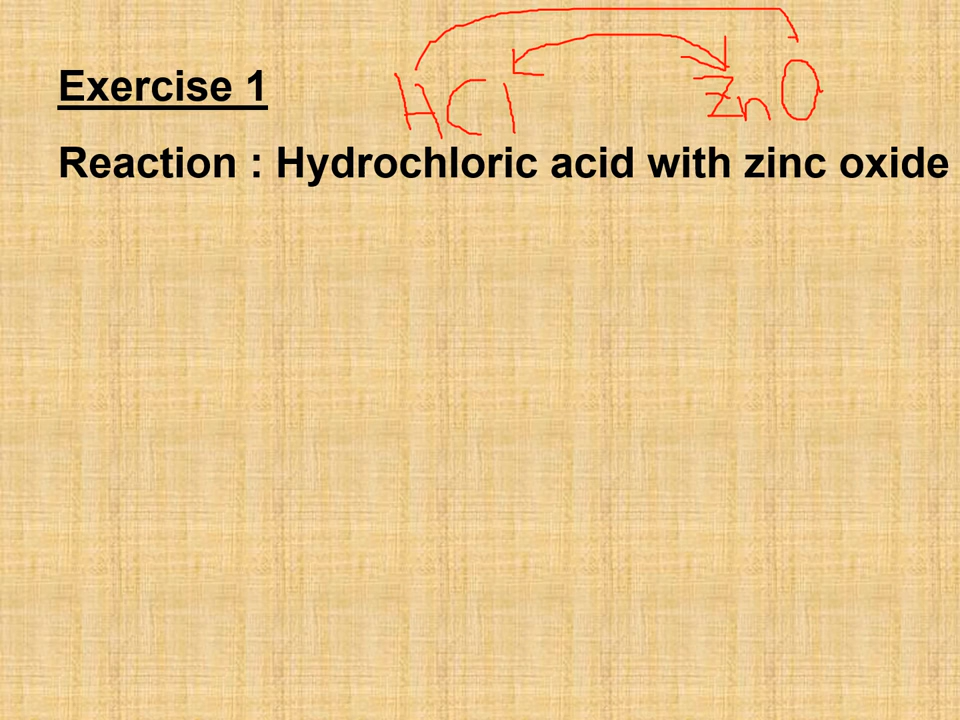 HCl ZnO
Exercise 1
Reaction : Hydrochloric acid with zinc oxide